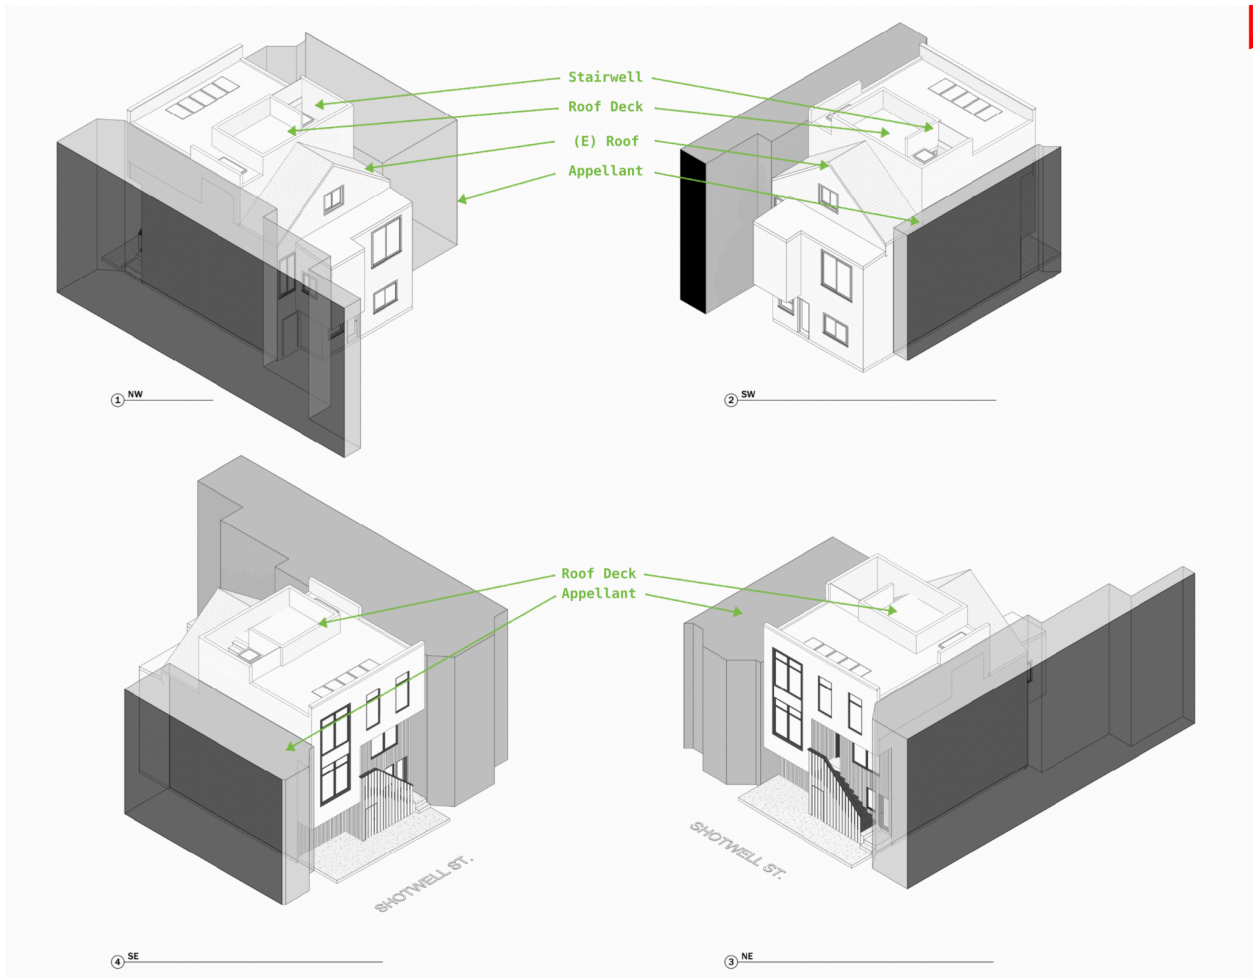 Stairwell
Roof Deck
(E) Roof
Appellant
1 NW
2 SW
Roof Deck
Appellant
SHOTWELL ST.
SHOTWELL ST.
4 SE
3 NE